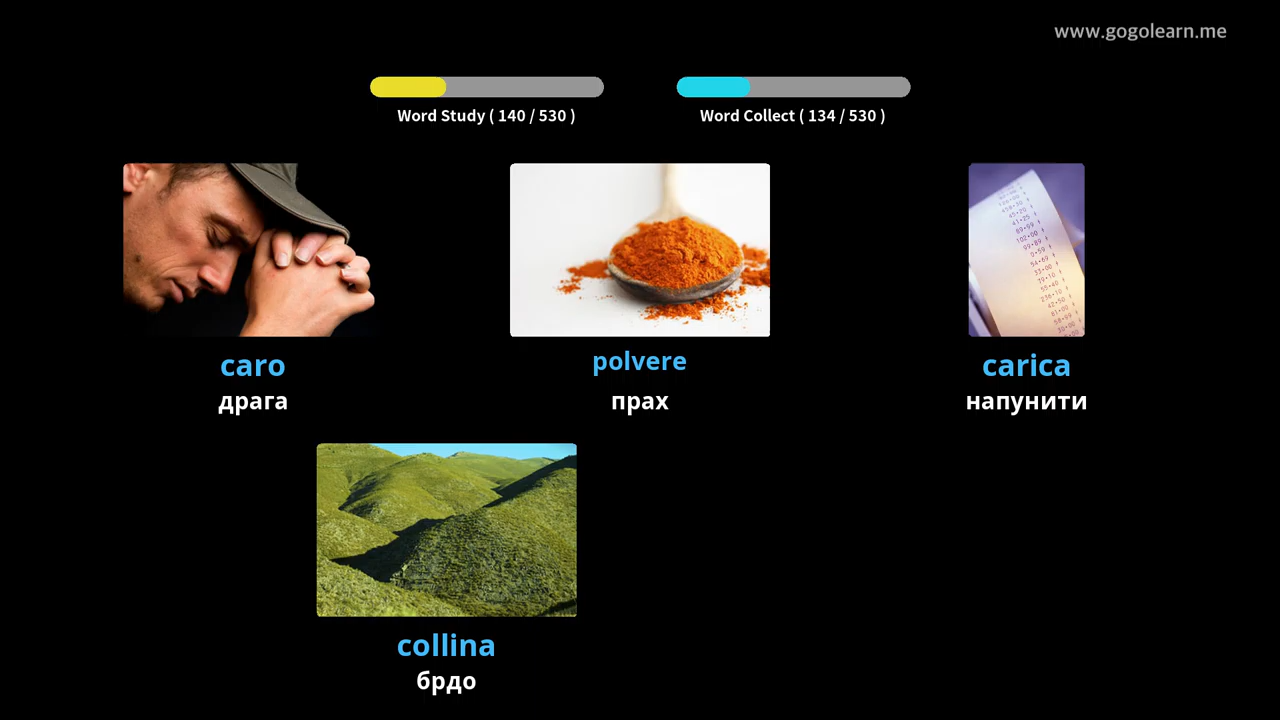 www.gogolearn.me
Word Study ( 140 / 530 )
Word Collect ( 134 / 530 )
caro
драга
polvere
прах
carica
напунити
collina
брдо